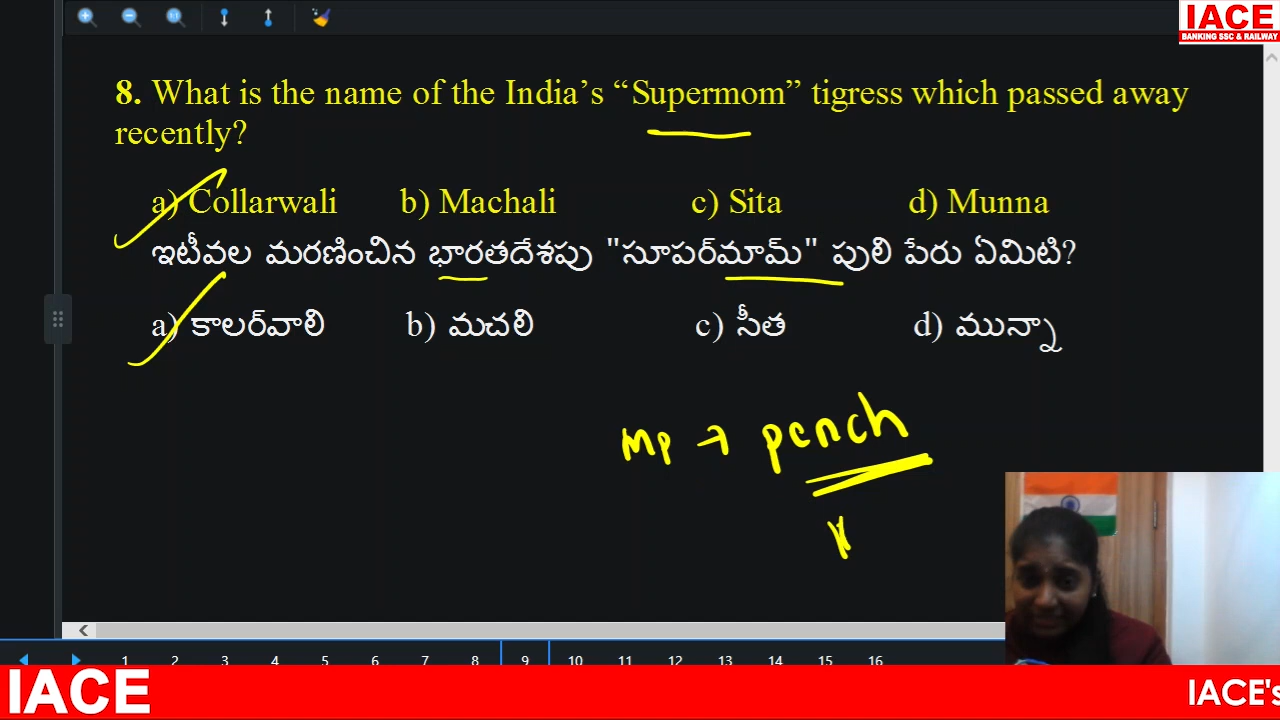 IACE
BANKING SSC & RAILWAY
8. What is the name of the India's “Supermom” tigress which passed away
recently?
a) Collarwali b) Machali c) Sita d) Munna
ఇటీవల మరణించిన భారతదేశపు "సూపర్‌మామ్" పులి పేరు ఏమిటి?
a) కాలర్‌వాలి b) మచలి c) సీత d) మున్నా
MP → pench
1 2 3 4 5 6 7 8 9 10 11 12 13 14 15 16
IACE IACE's